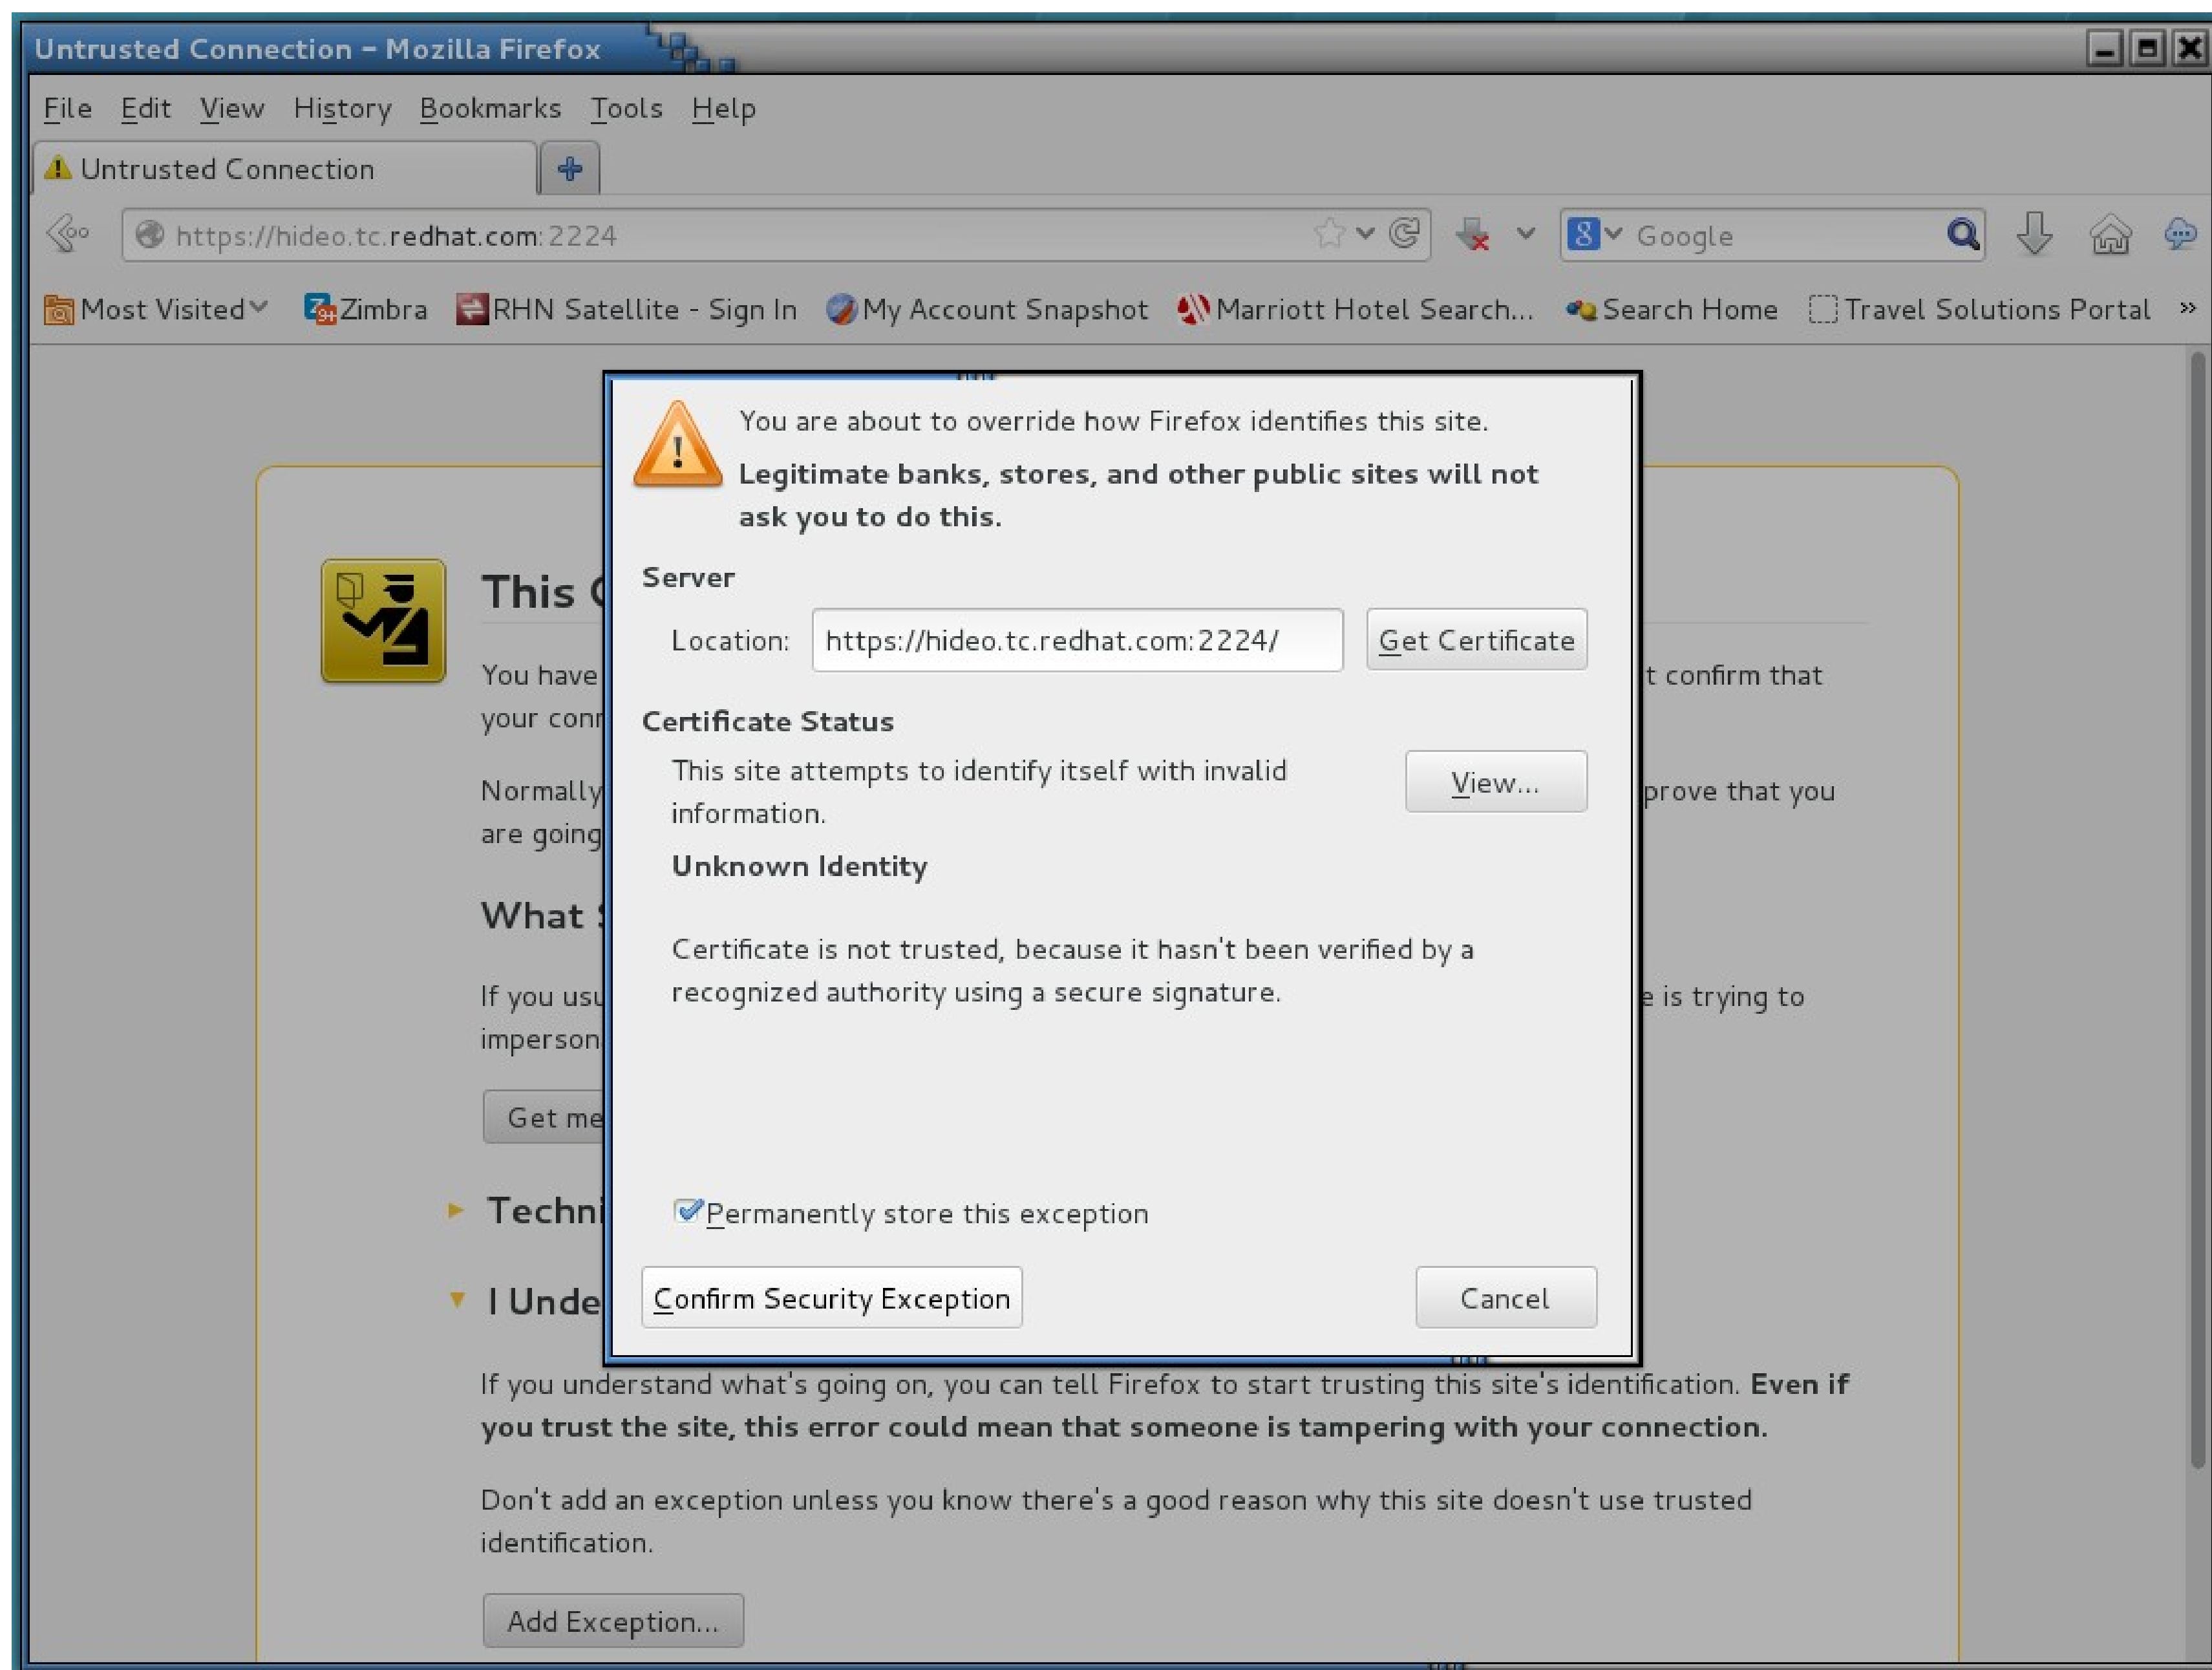 Untrusted Connection - Mozilla Firefox
File Edit View History Bookmarks Tools Help
Untrusted Connection
https://hideo.tc.redhat.com:2224
8 Google
Most Visited Zimbra RHN Satellite - Sign In My Account Snapshot Marriott Hotel Search... Search Home Travel Solutions Portal »
You are about to override how Firefox identifies this site.
Legitimate banks, stores, and other public sites will not
ask you to do this.
Server
Location: https://hideo.tc.redhat.com:2224/ Get Certificate
Certificate Status
This site attempts to identify itself with invalid
information.
View...
Unknown Identity
Certificate is not trusted, because it hasn't been verified by a
recognized authority using a secure signature.
Permanently store this exception
Confirm Security Exception Cancel
This
You have t confirm that
your conn
Normally prove that you
are going
What
If you usu e is trying to
imperson
Get me
Techni
I Unde
If you understand what's going on, you can tell Firefox to start trusting this site's identification. Even if
you trust the site, this error could mean that someone is tampering with your connection.
Don't add an exception unless you know there's a good reason why this site doesn't use trusted
identification.
Add Exception...